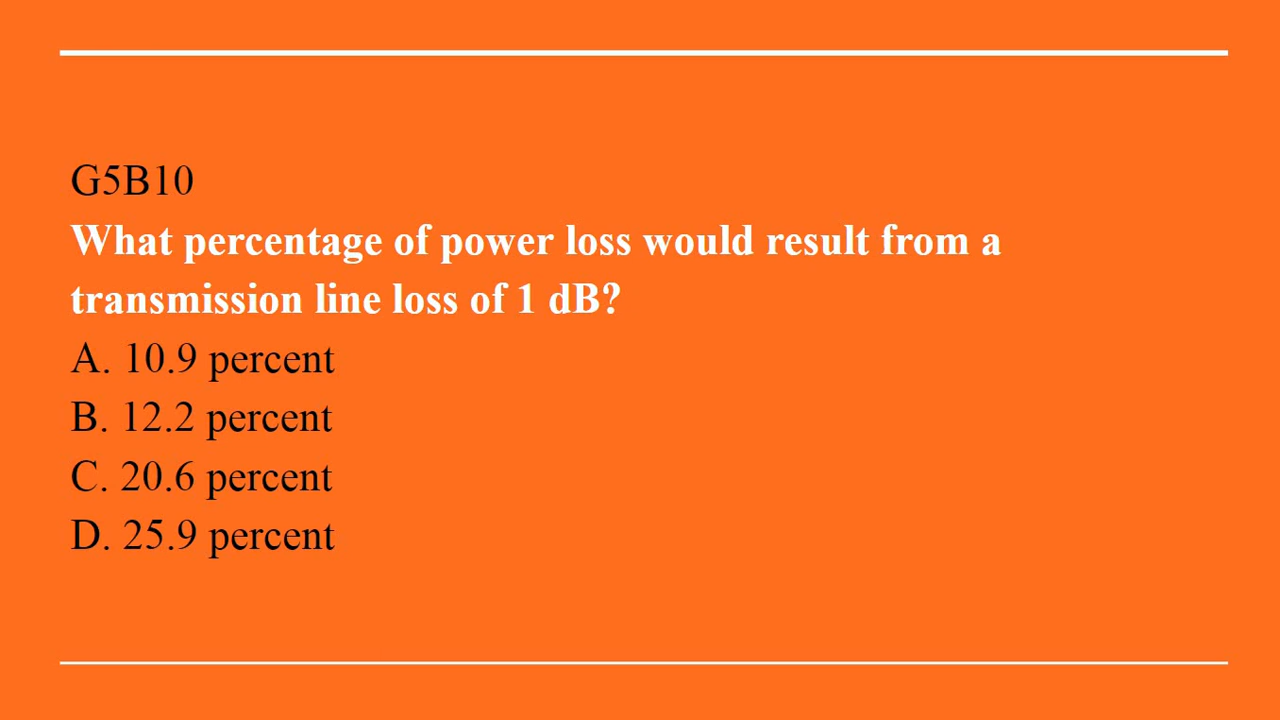 G5B10
What percentage of power loss would result from a
transmission line loss of 1 dB?
A. 10.9 percent
B. 12.2 percent
C. 20.6 percent
D. 25.9 percent